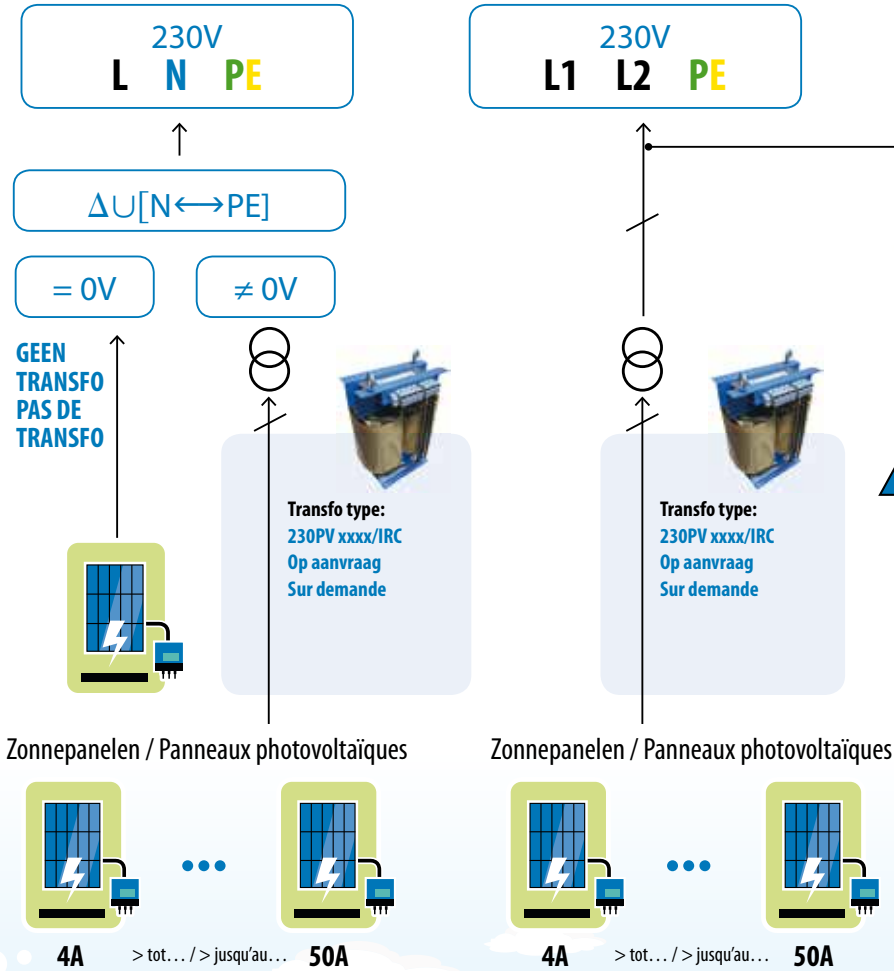 230V
L N PE
∆∪[N⟷PE]
= 0V
≠ 0V
GEEN
TRANSFO
PAS DE
TRANSFO
Transfo type:
230PV xxxx/IRC
Op aanvraag
Sur demande
Zonnepanelen / Panneaux photovoltaïques
4A > tot… / > jusqu'au… 50A
230V
L1 L2 PE
Transfo type:
230PV xxxx/IRC
Op aanvraag
Sur demande
Zonnepanelen / Panneaux photovoltaïques
4A > tot… / > jusqu'au… 50A